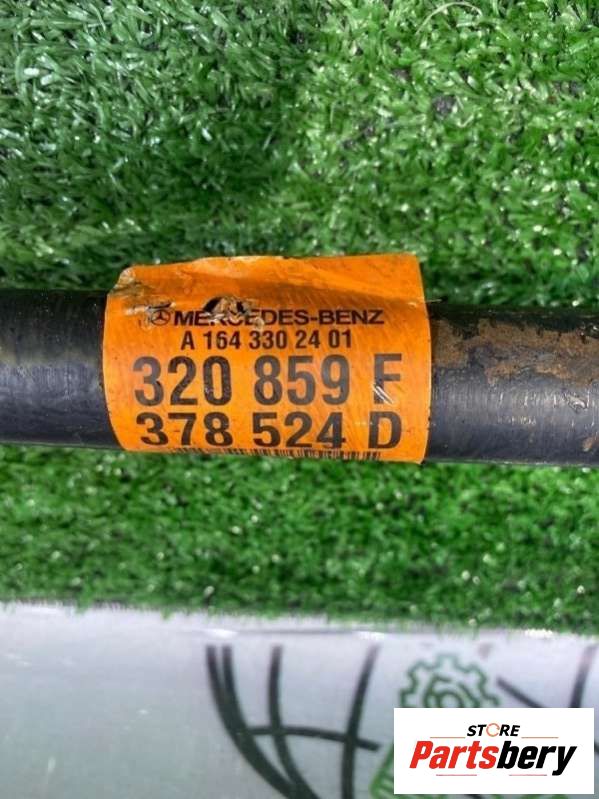 MERCEDES-BENZ
A 164 330 24 01
320 859 F
378 524 D
STORE
Partsbery